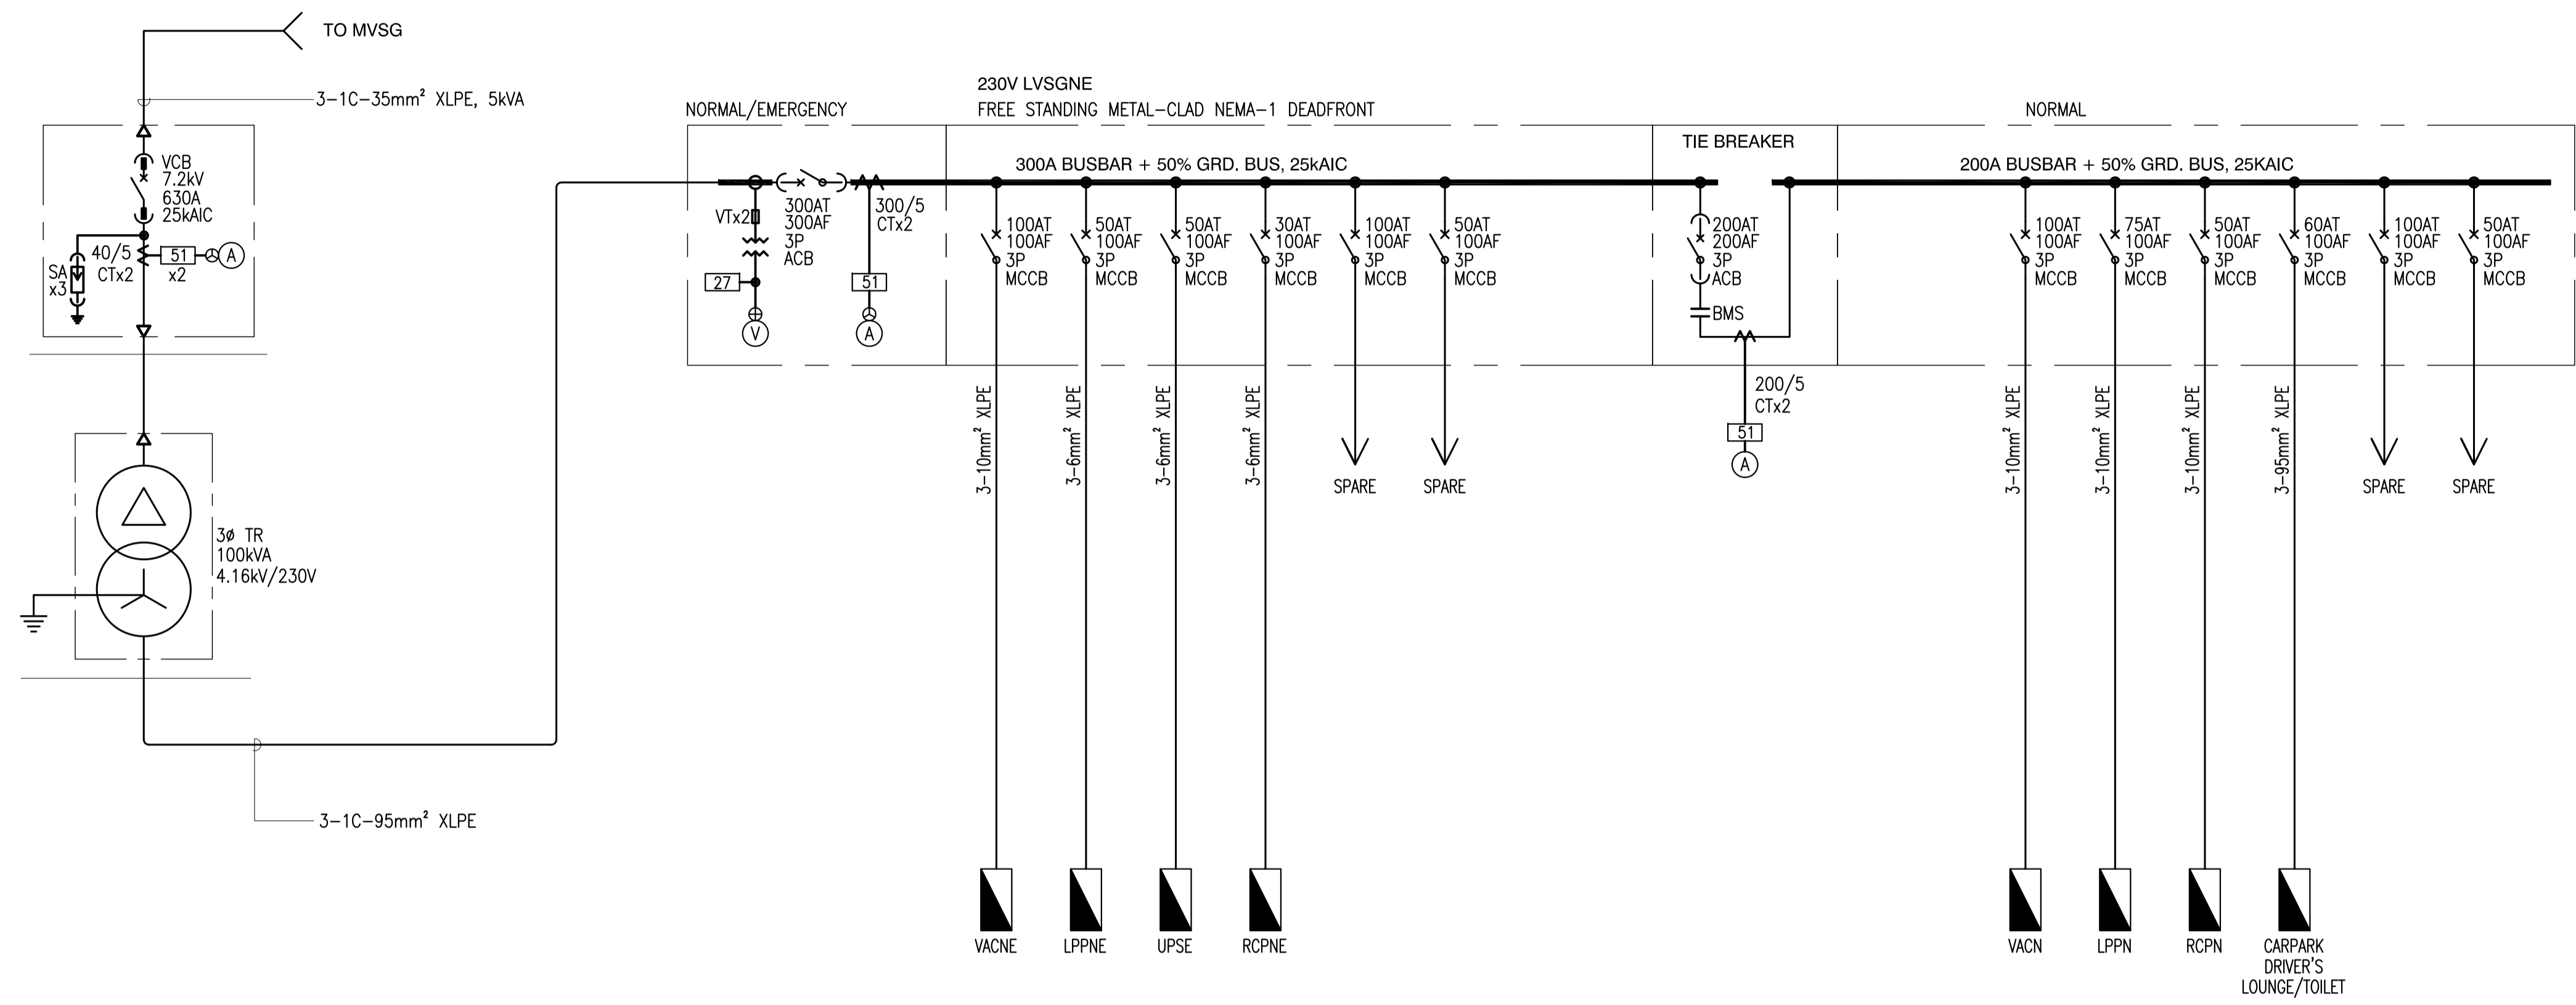 TO MVSG
3-1C-35mm² XLPE, 5kVA
VCB
7.2kV
630A
25kAIC
40/5
CTx2
51
x2
A
SA
x3
3ø TR
100kVA
4.16kV/230V
3-1C-95mm² XLPE
230V LVSGNE
NORMAL/EMERGENCY
FREE STANDING METAL-CLAD NEMA-1 DEADFRONT
NORMAL
TIE BREAKER
300A BUSBAR + 50% GRD. BUS, 25kAIC
200A BUSBAR + 50% GRD. BUS, 25KAIC
VTx2
27
V
300AT
300AF
3P
ACB
300/5
CTx2
51
A
100AT
100AF
3P
MCCB
50AT
100AF
3P
MCCB
50AT
100AF
3P
MCCB
30AT
100AF
3P
MCCB
100AT
100AF
3P
MCCB
50AT
100AF
3P
MCCB
200AT
200AF
3P
ACB
BMS
200/5
CTx2
51
A
100AT
100AF
3P
MCCB
75AT
100AF
3P
MCCB
50AT
100AF
3P
MCCB
60AT
100AF
3P
MCCB
100AT
100AF
3P
MCCB
50AT
100AF
3P
MCCB
3-10mm² XLPE
3-6mm² XLPE
3-6mm² XLPE
3-6mm² XLPE
SPARE
SPARE
3-10mm² XLPE
3-10mm² XLPE
3-10mm² XLPE
3-95mm² XLPE
SPARE
SPARE
VACNE
LPPNE
UPSE
RCPNE
VACN
LPPN
RCPN
CARPARK
DRIVER'S
LOUNGE/TOILET